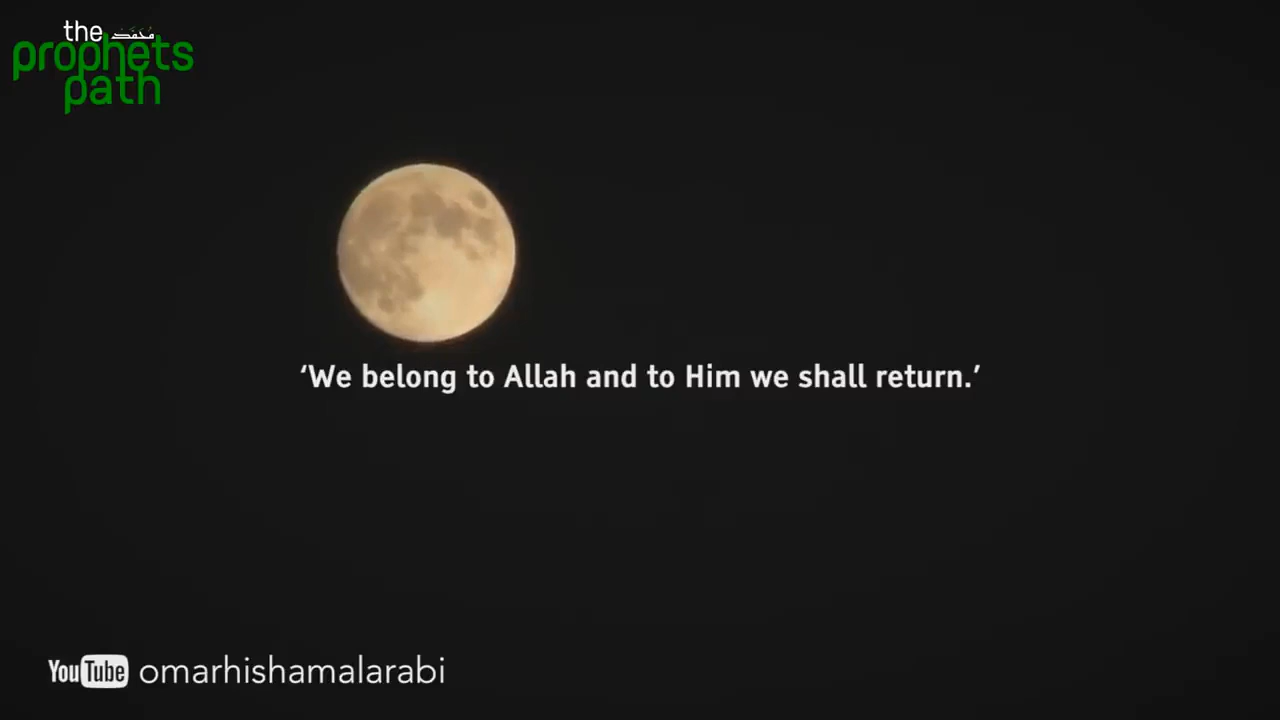 the مُحَمَّد
prophets
path
‘We belong to Allah and to Him we shall return.’
YouTube omarhishamalarabi